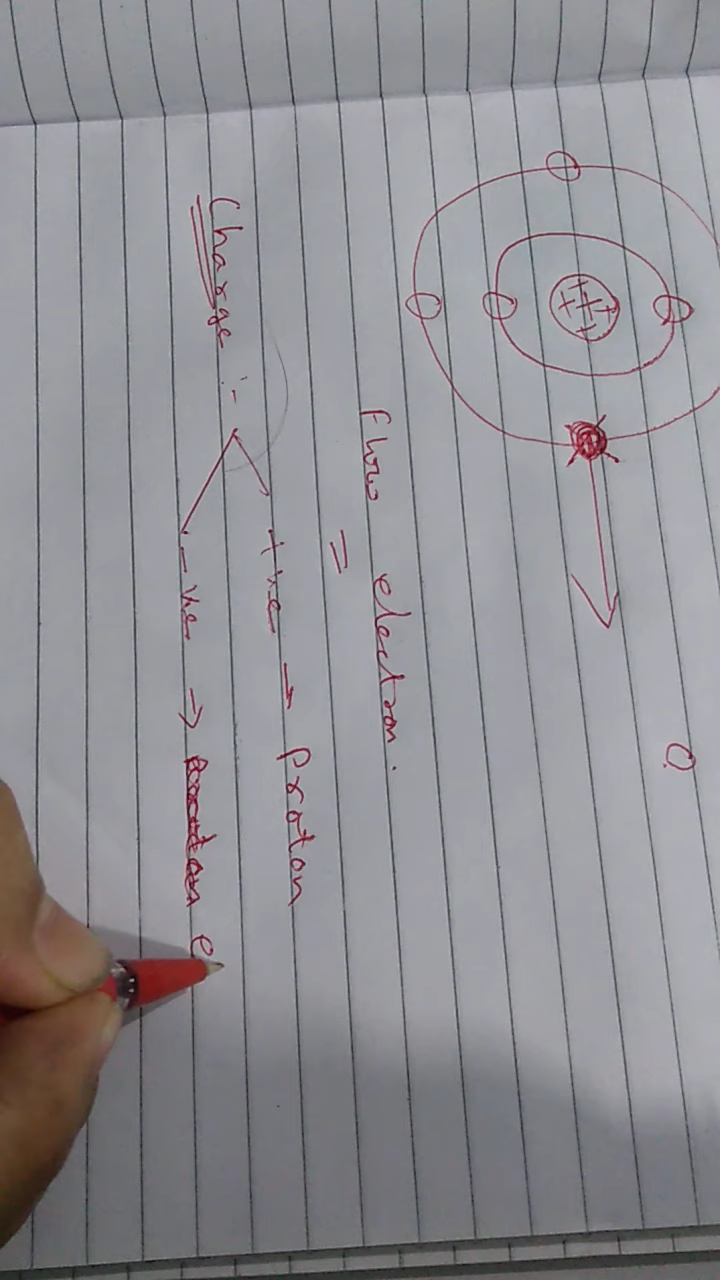 Flow electron.
Charge :-
+ve → proton
-ve → e